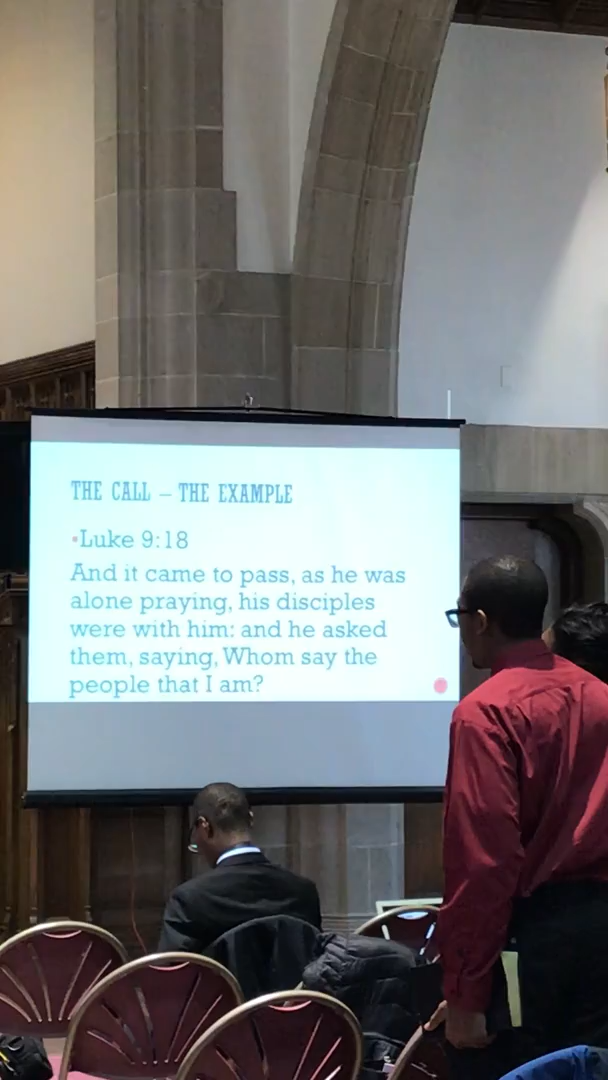 THE CALL – THE EXAMPLE
▪Luke 9:18
And it came to pass, as he was
alone praying, his disciples
were with him: and he asked
them, saying, Whom say the
people that I am?